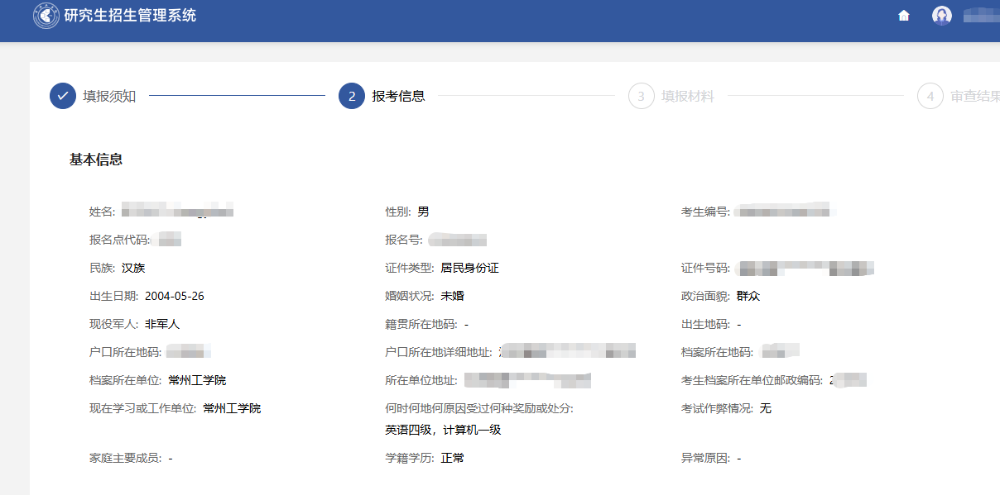 研究生招生管理系统
填报须知
2 报考信息
3 填报材料
4 审查结果
基本信息
姓名: 性别: 男 考生编号:
报名点代码: 报名号:
民族: 汉族 证件类型: 居民身份证 证件号码:
出生日期: 2004-05-26 婚姻状况: 未婚 政治面貌: 群众
现役军人: 非军人 籍贯所在地码: - 出生地码: -
户口所在地码: 户口所在地详细地址: 档案所在地码:
档案所在单位: 常州工学院 所在单位地址: 考生档案所在单位邮政编码: 2
现在学习或工作单位: 常州工学院 何时何地何原因受过何种奖励或处分: 考试作弊情况: 无
英语四级，计算机一级
家庭主要成员: - 学籍学历: 正常 异常原因: -